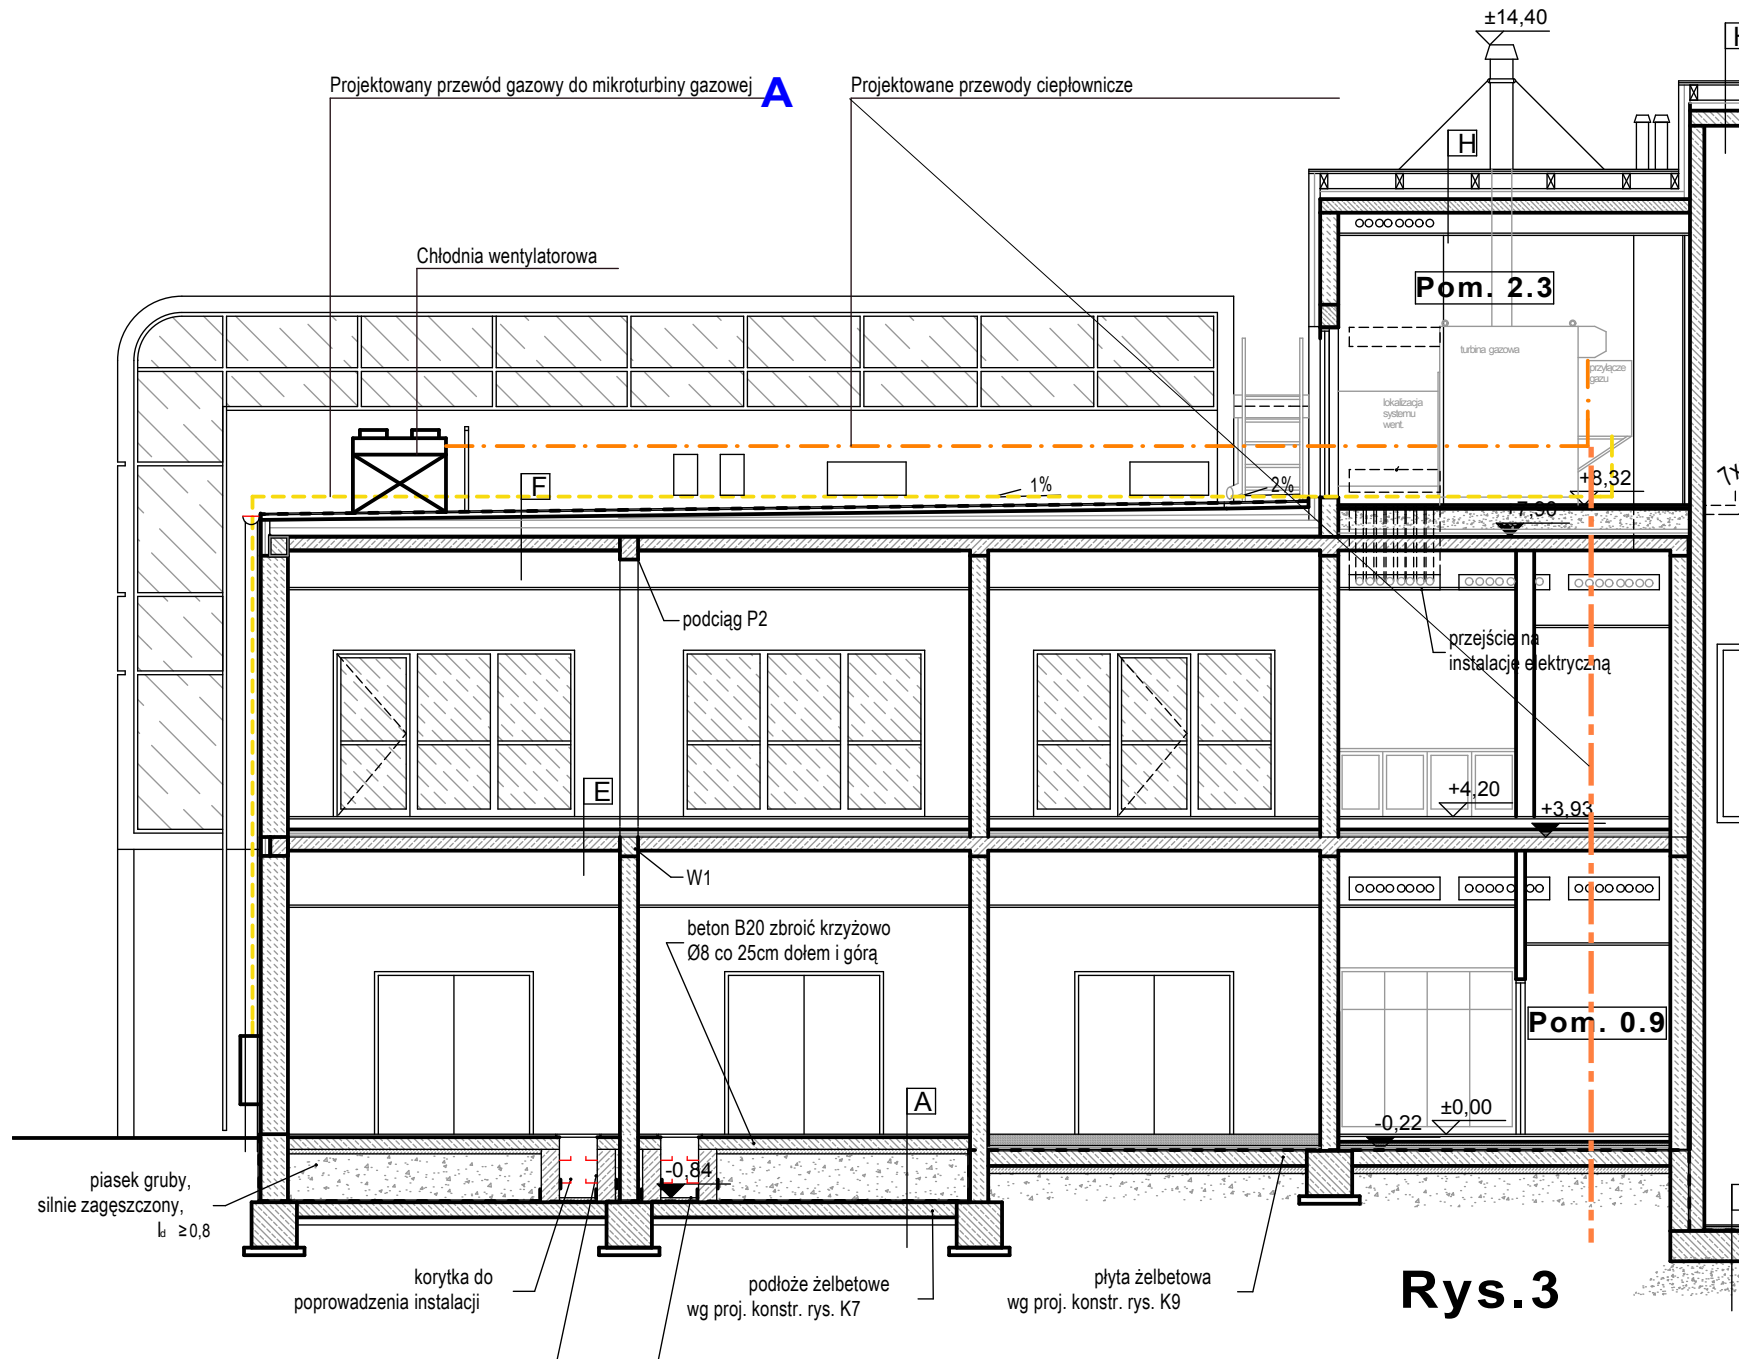 ±14,40
Projektowany przewód gazowy do mikroturbiny gazowej A
Projektowane przewody ciepłownicze
H
Chłodnia wentylatorowa
Pom. 2.3
turbina gazowa
przyłącze
gazu
lokalizacja
systemu
went.
F
1%
2%
+8,32
podciąg P2
przejście na
instalacje elektryczną
E
+4,20
+3,93
W1
beton B20 zbroić krzyżowo
Ø8 co 25cm dołem i górą
Pom. 0.9
A
±0,00
-0,22
-0,84
piasek gruby,
silnie zagęszczony,
Id ≥0,8
korytka do
poprowadzenia instalacji
podłoże żelbetowe
wg proj. konstr. rys. K7
płyta żelbetowa
wg proj. konstr. rys. K9
Rys.3